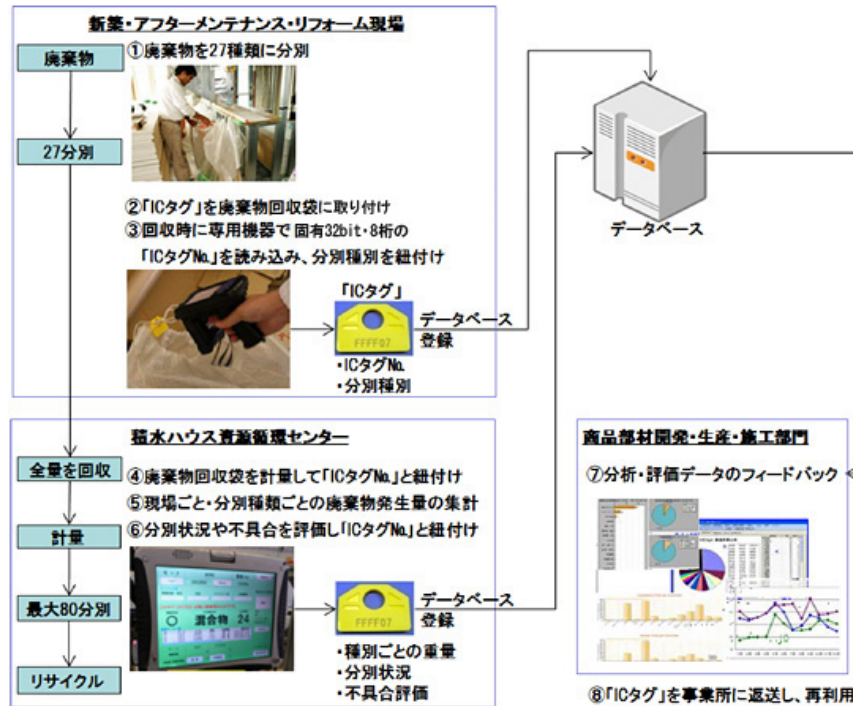 新築・アフターメンテナンス・リフォーム現場
廃棄物
①廃棄物を27種類に分別
27分別
②「ICタグ」を廃棄物回収袋に取り付け
③回収時に専用機器で固有32bit・8桁の
「ICタグNo.」を読み込み、分別種別を紐付け
「ICタグ」
FFFF07
データベース
登録
・ICタグNo.
・分別種別
データベース
積水ハウス資源循環センター
全量を回収
④廃棄物回収袋を計量して「ICタグNo.」と紐付け
⑤現場ごと・分別種類ごとの廃棄物発生量の集計
計量
⑥分別状況や不具合を評価し「ICタグNo.」と紐付け
混合物 24
最大80分別
FFFF07
データベース
登録
・種別ごとの重量
・分別状況
・不具合評価
リサイクル
商品部材開発・生産・施工部門
⑦分析・評価データのフィードバック
⑧「ICタグ」を事業所に返送し、再利用